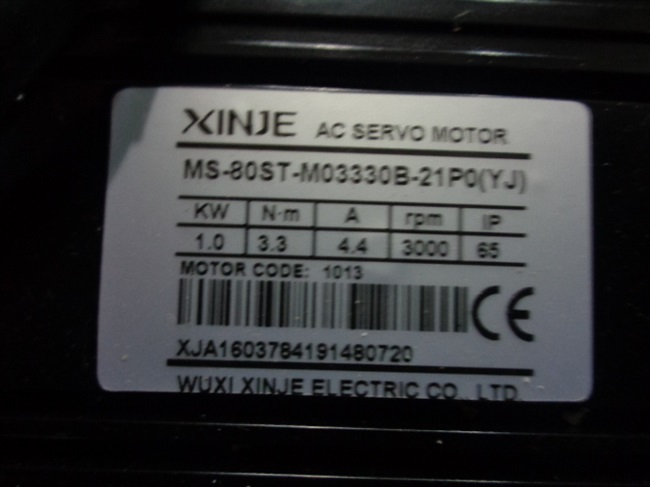 XINJE AC SERVO MOTOR
MS-80ST-M03330B-21P0(YJ)
KW N·m A rpm IP
1.0 3.3 4.4 3000 65
MOTOR CODE: 1013
CE
XJA1603784191480720
WUXI XINJE ELECTRIC CO., LTD.